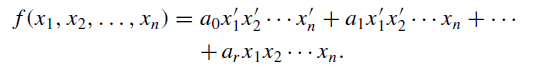 f(x₁, x₂, . . . , xₙ) = a₀x′₁x′₂ · · · x′ₙ + a₁x′₁x′₂ · · · xₙ + · · ·
+ aᵣx₁x₂ · · · xₙ.